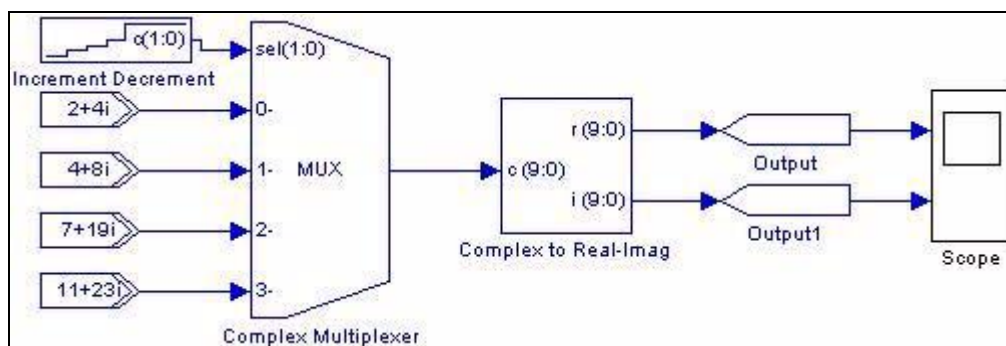 c(1:0)
sel(1:0)
Increment Decrement
2+4i
0-
4+8i
1-
MUX
7+19i
2-
11+23i
3-
Complex Multiplexer
r (9:0)
c (9:0)
i (9:0)
Complex to Real-Imag
Output
Output1
Scope